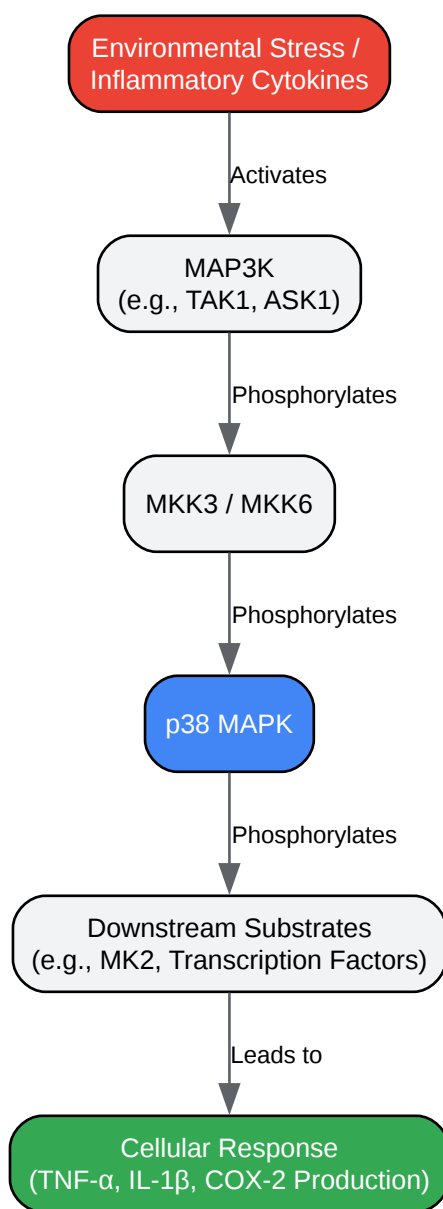 Environmental Stress /
Inflammatory Cytokines
Activates
MAP3K
(e.g., TAK1, ASK1)
Phosphorylates
MKK3 / MKK6
Phosphorylates
p38 MAPK
Phosphorylates
Downstream Substrates
(e.g., MK2, Transcription Factors)
Leads to
Cellular Response
(TNF-α, IL-1β, COX-2 Production)